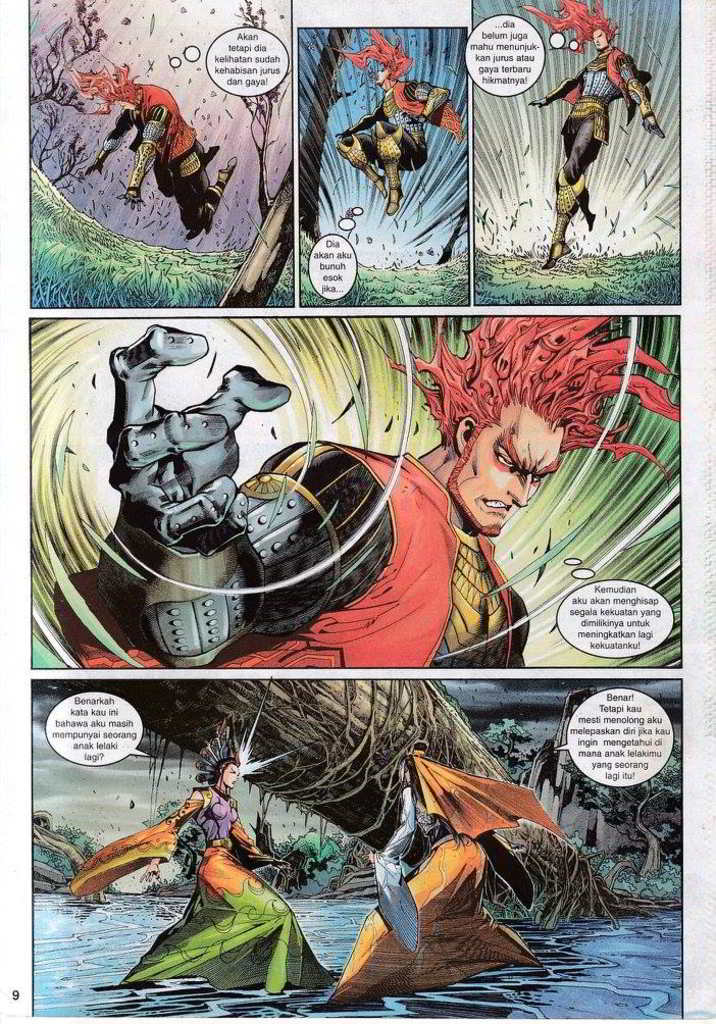 Akan
tetapi dia
kelihatan sudah
kehabisan jurus
dan gaya!
Dia
akan aku
bunuh
esok
jika...
...dia
belum juga
mahu menunjuk-
kan jurus atau
gaya terbaru
hikmatnya!
Kemudian
aku akan menghisap
segala kekuatan yang
dimilikinya untuk
meningkatkan lagi
kekuatanku!
Benarkah
kata kau ini
bahawa aku masih
mempunyai seorang
anak lelaki
lagi?
Benar!
Tetapi kau
mesti menolong aku
melepaskan diri jika kau
ingin mengetahui di
mana anak lelakimu
yang seorang
lagi itu!
9